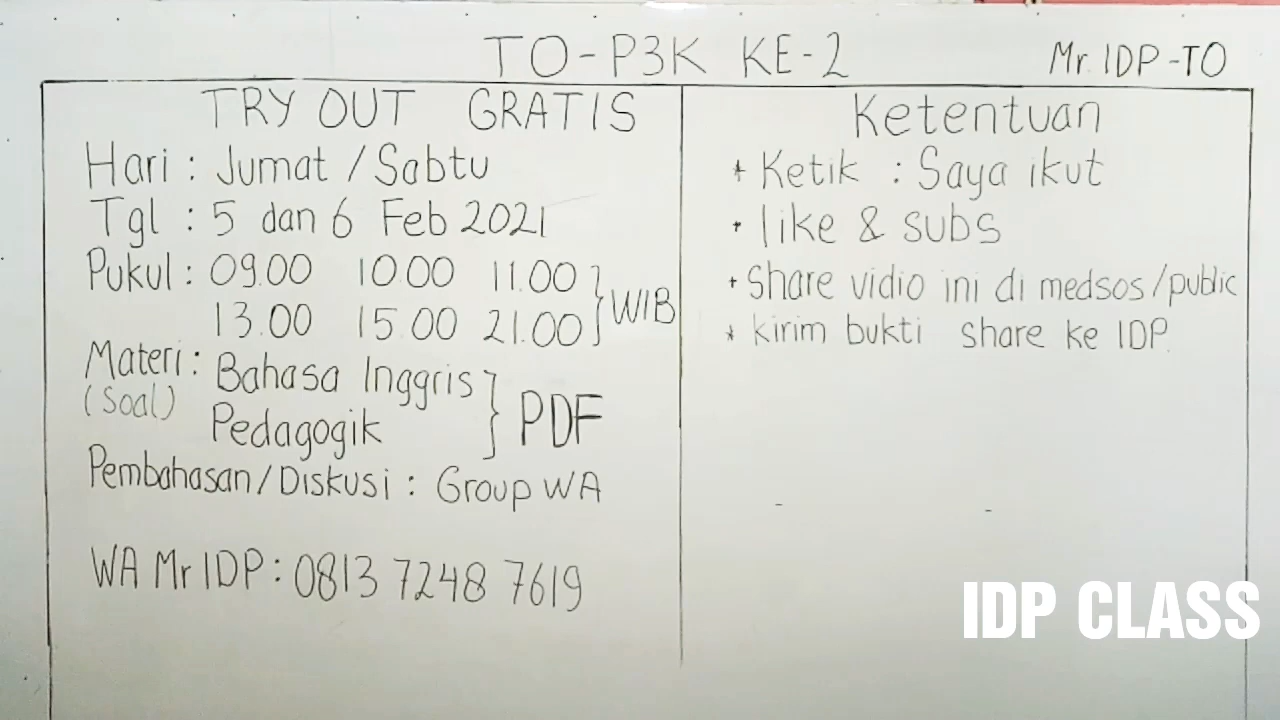 TO-P3K KE-2
Mr. IDP-TO
TRY OUT GRATIS
Hari : Jumat / Sabtu
Tgl : 5 dan 6 Feb 2021
Pukul : 09.00 10.00 11.00
13.00 15.00 21.00
WIB
Materi : Bahasa Inggris
(Soal) Pedagogik
PDF
Pembahasan/Diskusi : Group WA
WA Mr IDP : 0813 7248 7619
Ketentuan
* Ketik : Saya ikut
* like & subs
* Share vidio ini di medsos/public
* kirim bukti share ke IDP.
IDP CLASS